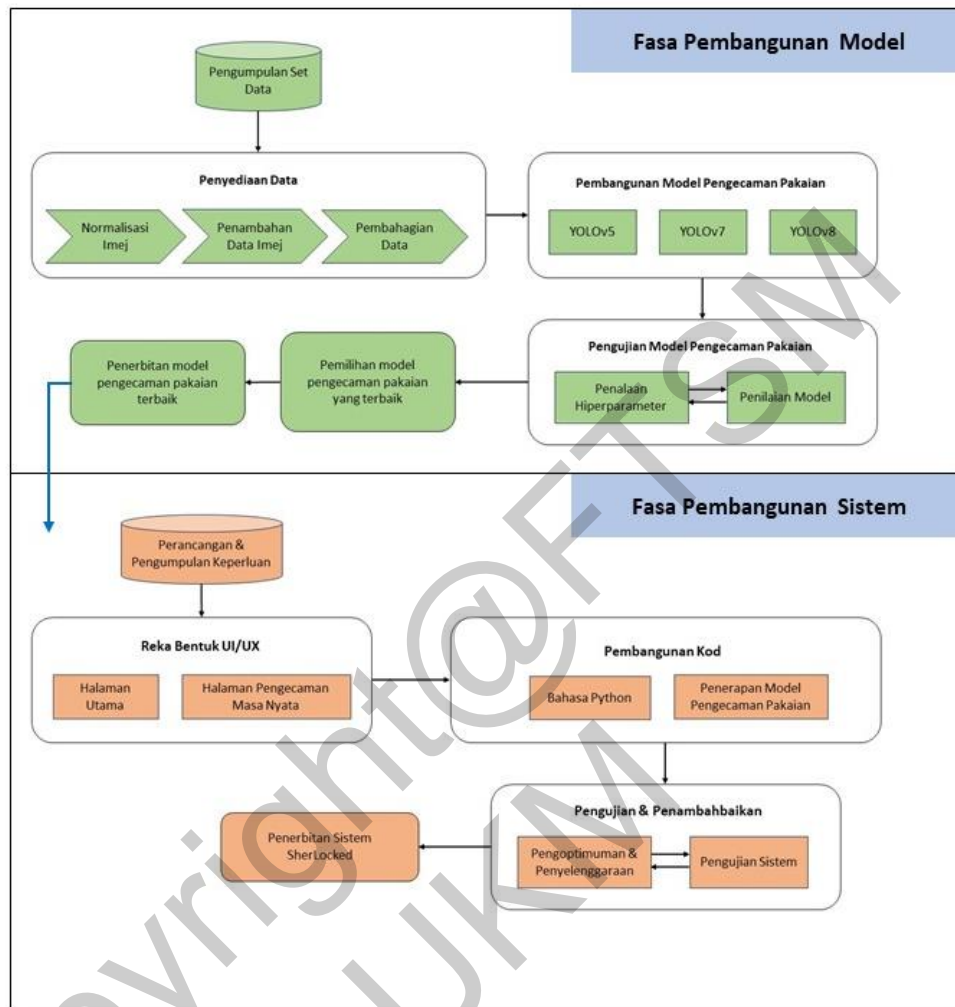 Fasa Pembangunan Model
Pengumpulan Set
Data
Penyediaan Data
Normalisasi
Imej
Penambahan
Data Imej
Pembahagian
Data
Pembangunan Model Pengecaman Pakaian
YOLOv5
YOLOv7
YOLOv8
Pengujian Model Pengecaman Pakaian
Penalaan
Hiperparameter
Penilaian Model
Pemilihan model
pengecaman pakaian
yang terbaik
Penerbitan model
pengecaman pakaian
terbaik
Fasa Pembangunan Sistem
Perancangan &
Pengumpulan Keperluan
Reka Bentuk UI/UX
Halaman
Utama
Halaman Pengecaman
Masa Nyata
Pembangunan Kod
Bahasa Python
Penerapan Model
Pengecaman Pakaian
Pengujian & Penambahbaikan
Pengoptimuman &
Penyelenggaraan
Pengujian Sistem
Penerbitan Sistem
SherLocked
pyright@FTSM
UKM